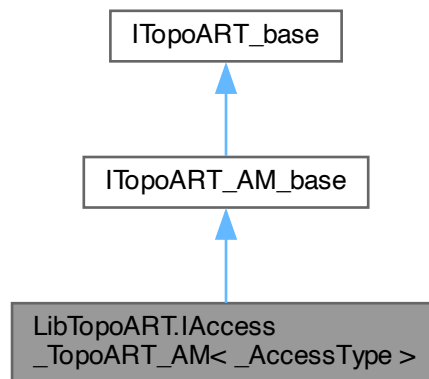 ITopoART_base
ITopoART_AM_base
LibTopoART.IAccess
_TopoART_AM< _AccessType >